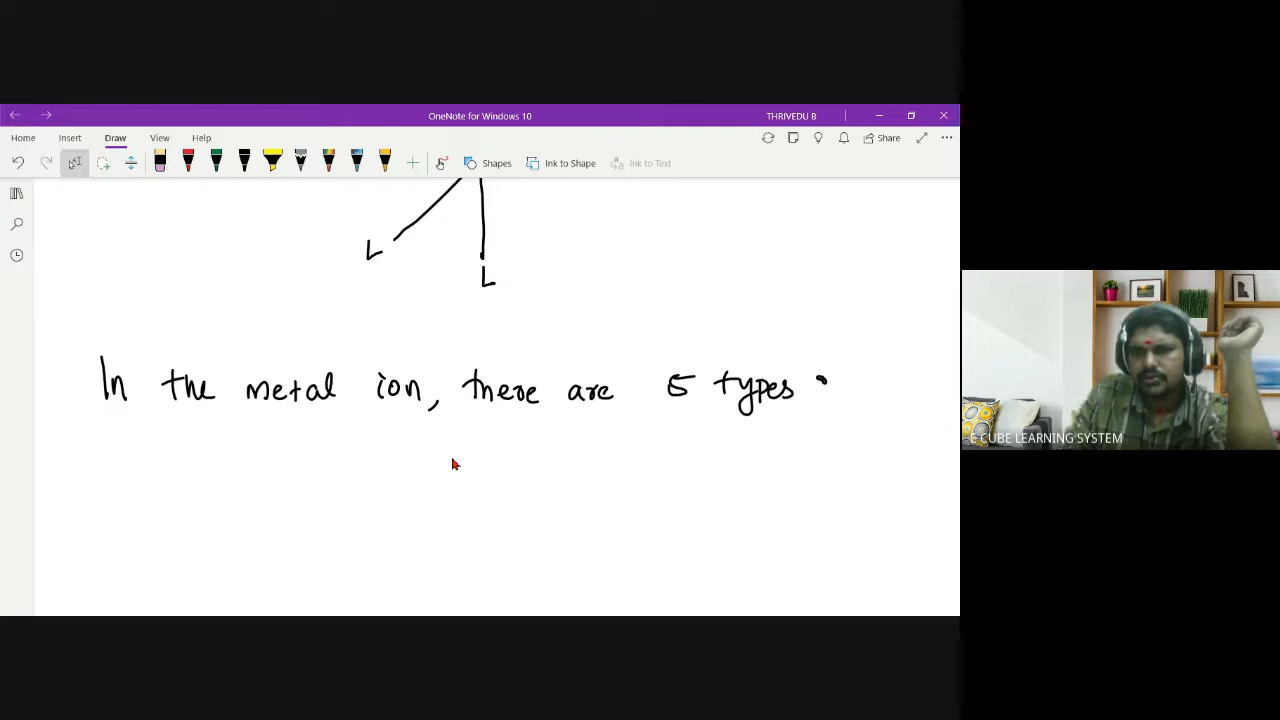 OneNote for Windows 10
THRIVEDU B
Home Insert Draw View Help
Share
Shapes Ink to Shape Ink to Text
L
L
In the metal ion, there are 5 types
E CUBE LEARNING SYSTEM